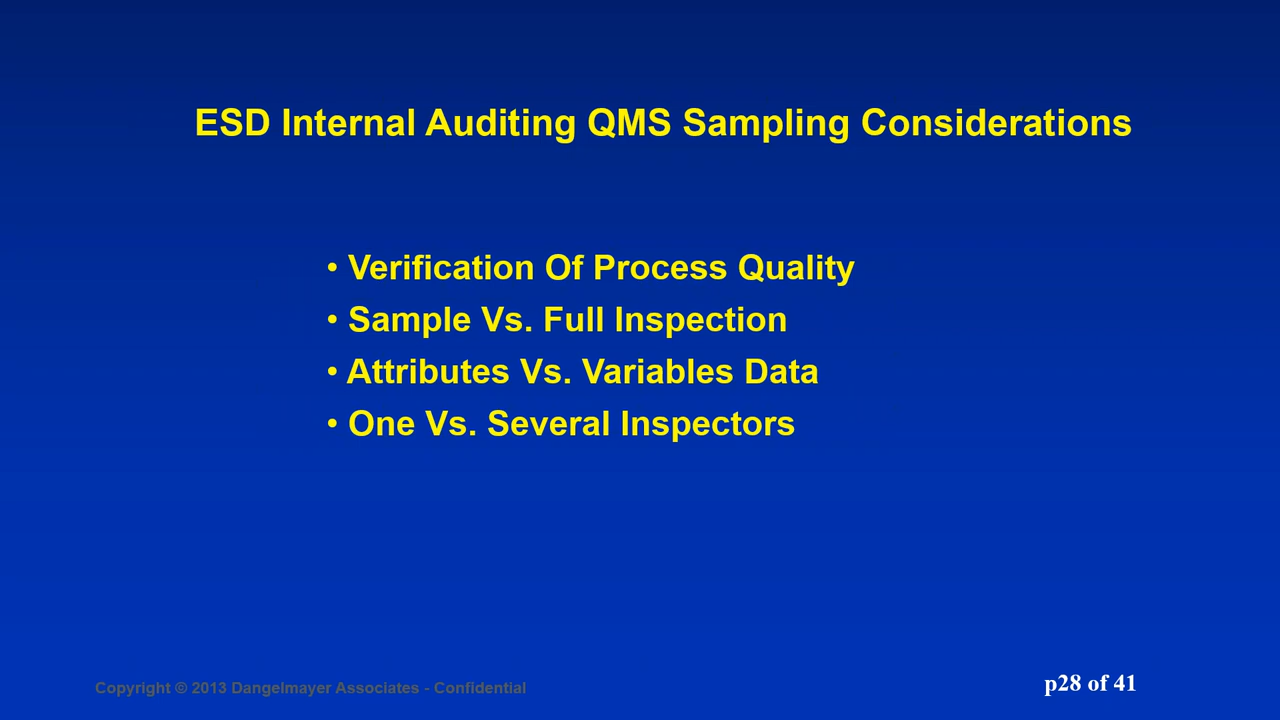 ESD Internal Auditing QMS Sampling Considerations
• Verification Of Process Quality
• Sample Vs. Full Inspection
• Attributes Vs. Variables Data
• One Vs. Several Inspectors
Copyright © 2013 Dangelmayer Associates - Confidential
p28 of 41